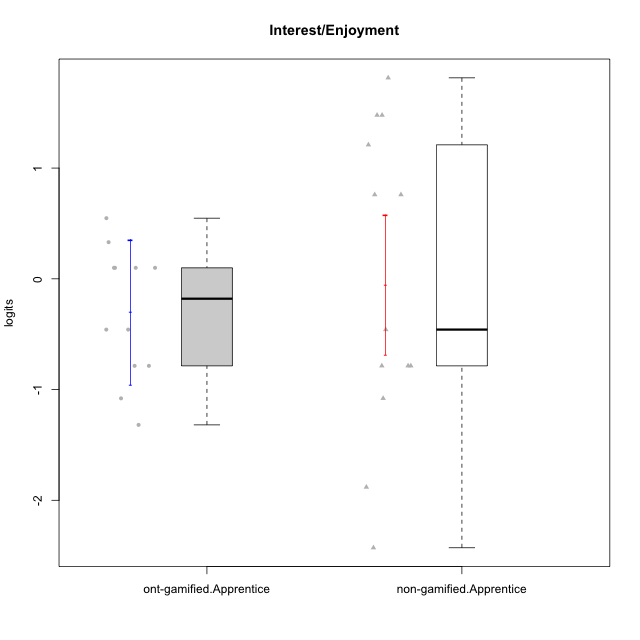 Interest/Enjoyment
logits
1
0
-1
-2
ont-gamified.Apprentice
non-gamified.Apprentice